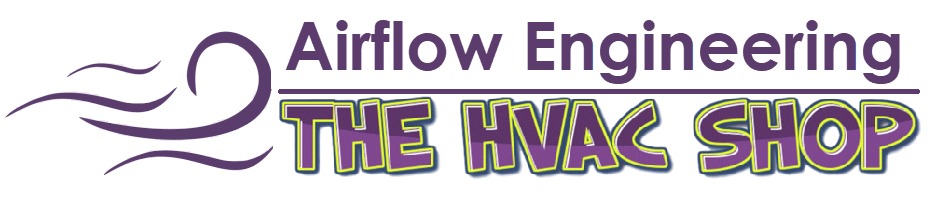 Airflow Engineering
THE HVAC SHOP